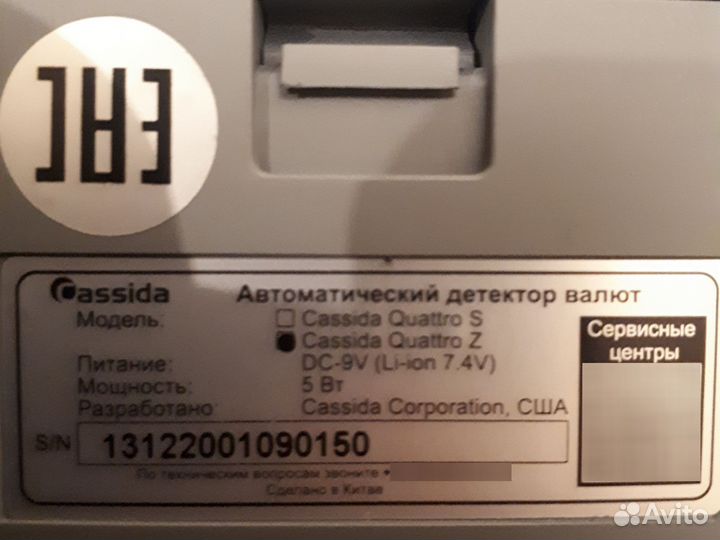 EAC
Cassida Автоматический детектор валют
Модель: Cassida Quattro S
Cassida Quattro Z
Питание: DC-9V (Li-ion 7.4V)
Мощность: 5 Вт
Разработано: Cassida Corporation, США
S/N 13122001090150
По техническим вопросам звоните +
Сделано в Китае
Сервисные
центры
Avito